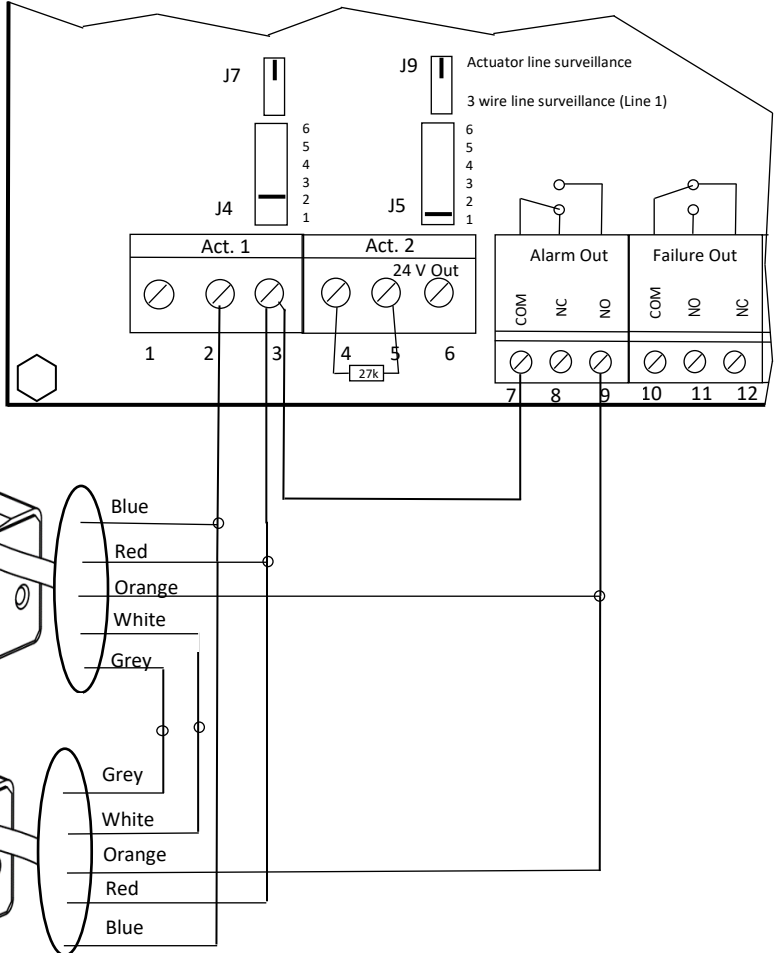 J7
J9 Actuator line surveillance
3 wire line surveillance (Line 1)
6
5
4
3
2
1
J4
6
5
4
3
2
1
J5
Act. 1
Act. 2
24 V Out
1 2 3 4 5 6
27k
Alarm Out
COM NC NO
7 8 9
Failure Out
COM NO NC
10 11 12
Blue
Red
Orange
White
Grey
Grey
White
Orange
Red
Blue